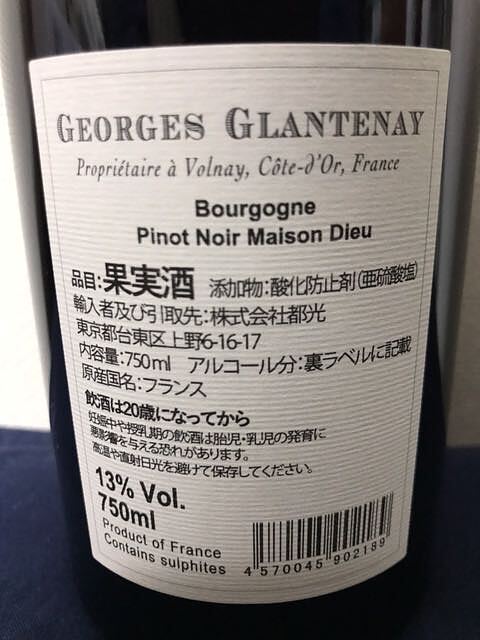 GEORGES GLANTENAY
Propriétaire à Volnay, Côte-d'Or, France
Bourgogne
Pinot Noir Maison Dieu
品目:果実酒 添加物:酸化防止剤(亜硫酸塩)
輸入者及び引取先:株式会社都光
東京都台東区上野6-16-17
内容量:750ml アルコール分:裏ラベルに記載
原産国名:フランス
飲酒は20歳になってから
妊娠中や授乳期の飲酒は胎児・乳児の発育に
悪影響を与える恐れがあります。
高温や直射日光を避けて保存してください。
13% Vol.
750ml
Product of France
Contains sulphites
4 570045 902189